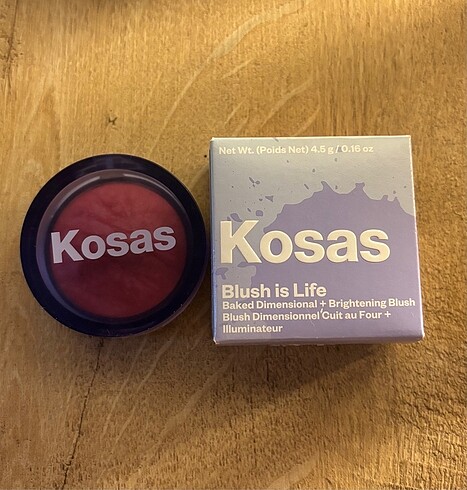 Kosas
Net Wt. (Poids Net) 4.5 g / 0.16 oz
Kosas
Blush is Life
Baked Dimensional + Brightening Blush
Blush Dimensionnel Cuit au Four +
Illuminateur